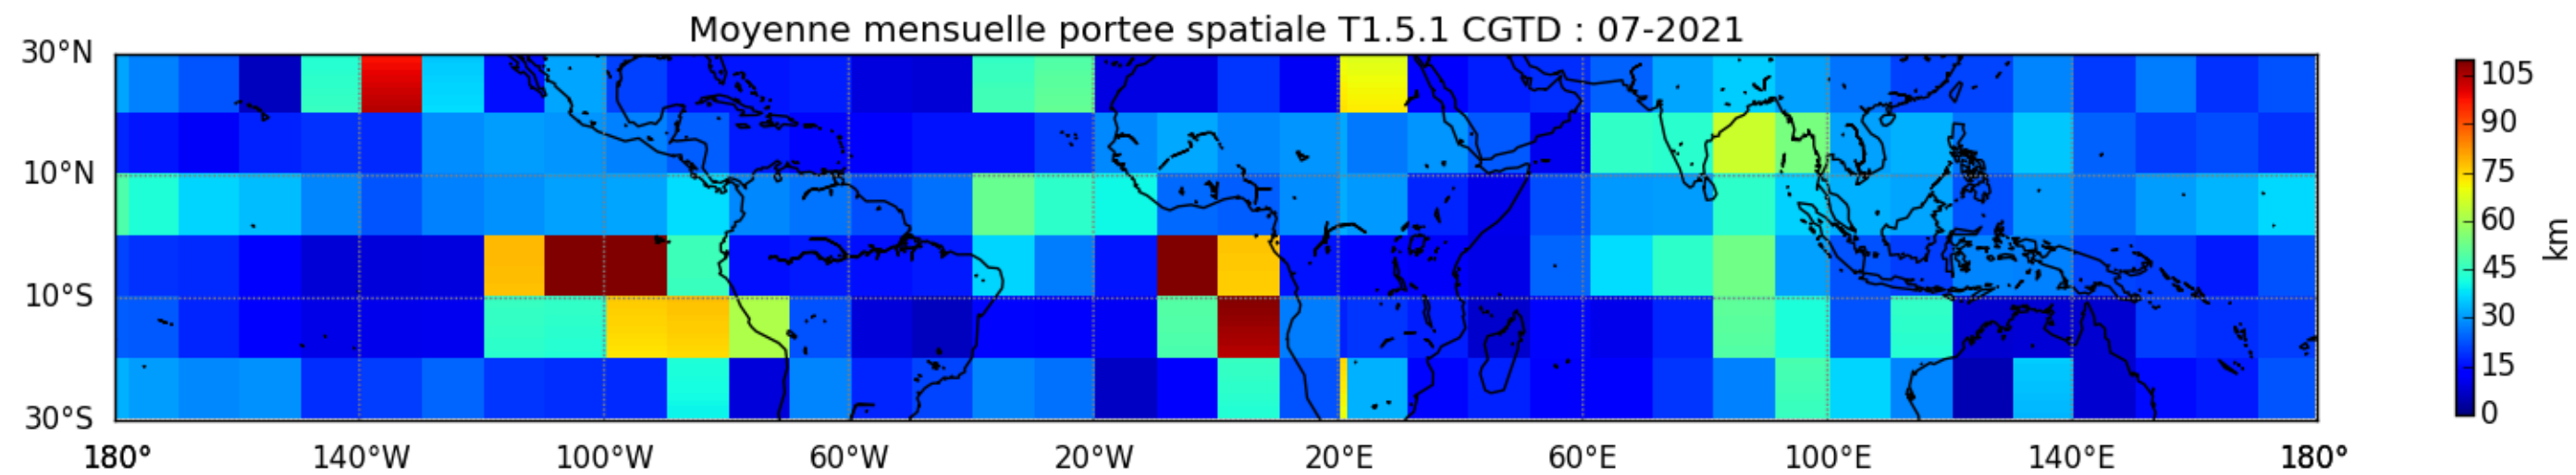 Moyenne mensuelle portee spatiale T1.5.1 CGTD : 07-2021
30°N
10°N
10°S
30°S
180° 140°W 100°W 60°W 20°W 20°E 60°E 100°E 140°E 180°
105
90
75
60
45
30
15
0
km